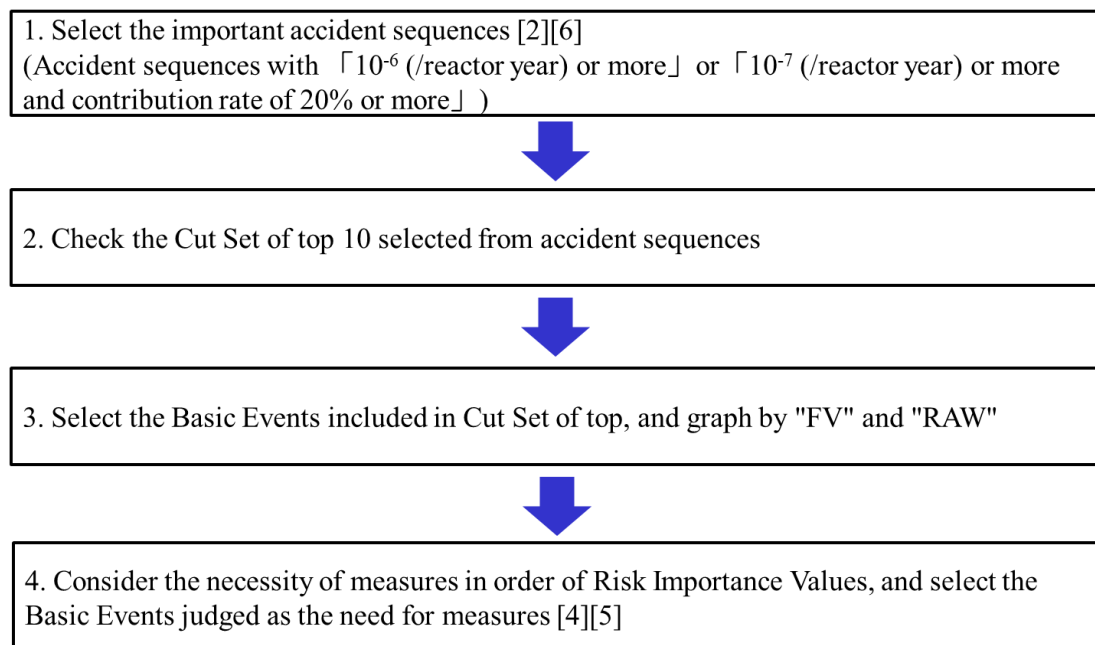 1. Select the important accident sequences [2][6]
(Accident sequences with 「10⁻⁶ (/reactor year) or more」 or 「10⁻⁷ (/reactor year) or more
and contribution rate of 20% or more」 )
2. Check the Cut Set of top 10 selected from accident sequences
3. Select the Basic Events included in Cut Set of top, and graph by "FV" and "RAW"
4. Consider the necessity of measures in order of Risk Importance Values, and select the
Basic Events judged as the need for measures [4][5]